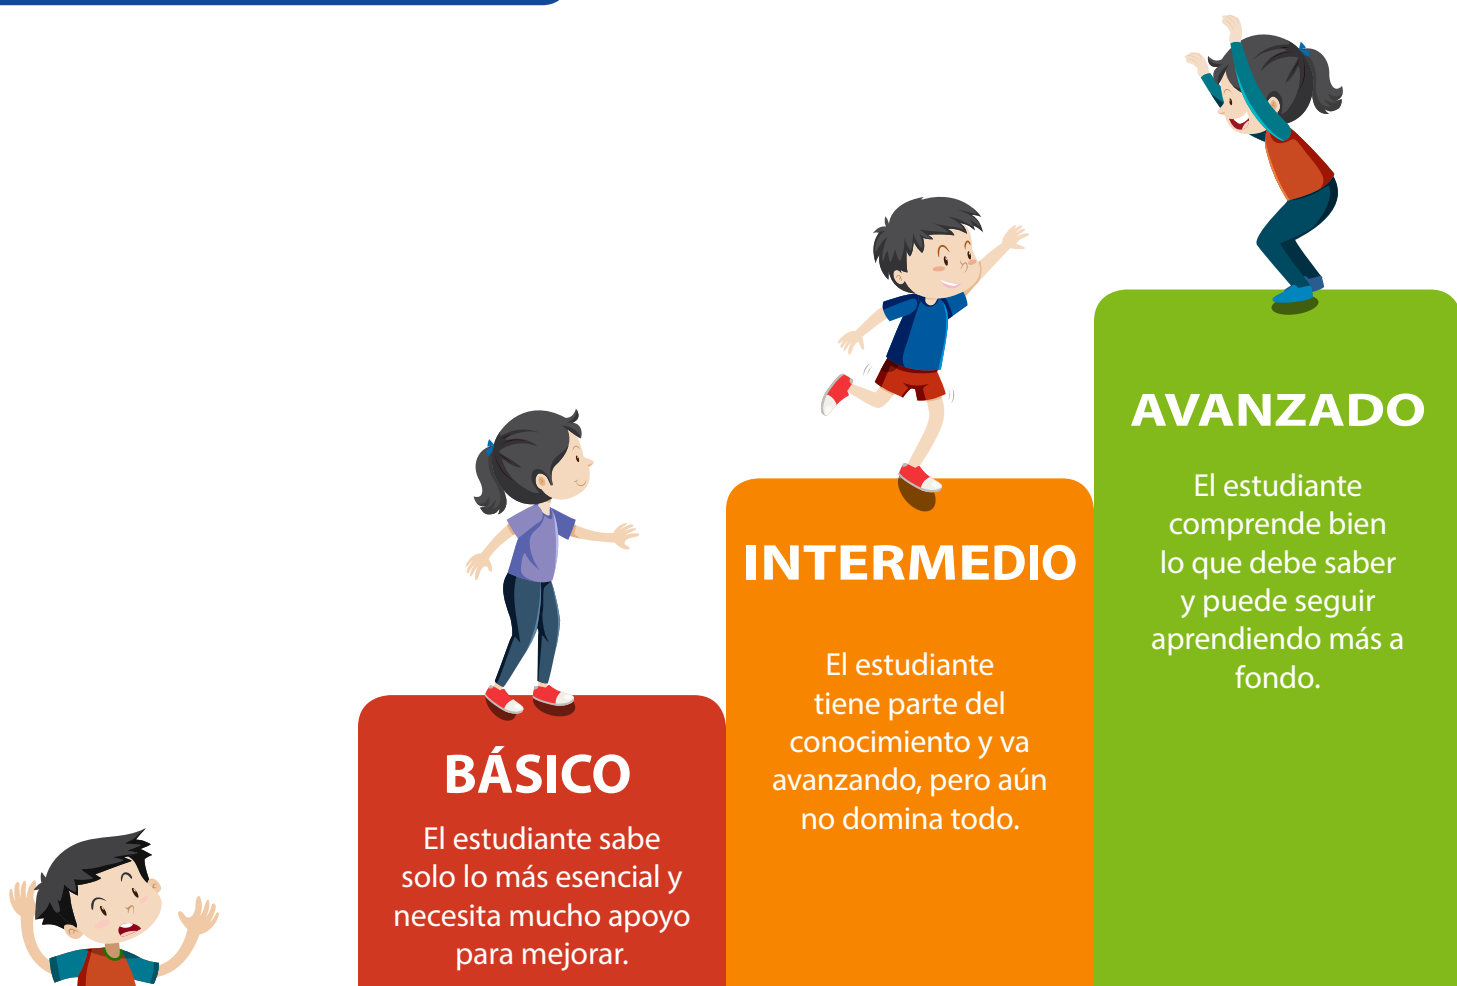 BÁSICO
El estudiante sabe
solo lo más esencial y
necesita mucho apoyo
para mejorar.
INTERMEDIO
El estudiante
tiene parte del
conocimiento y va
avanzando, pero aún
no domina todo.
AVANZADO
El estudiante
comprende bien
lo que debe saber
y puede seguir
aprendiendo más a
fondo.